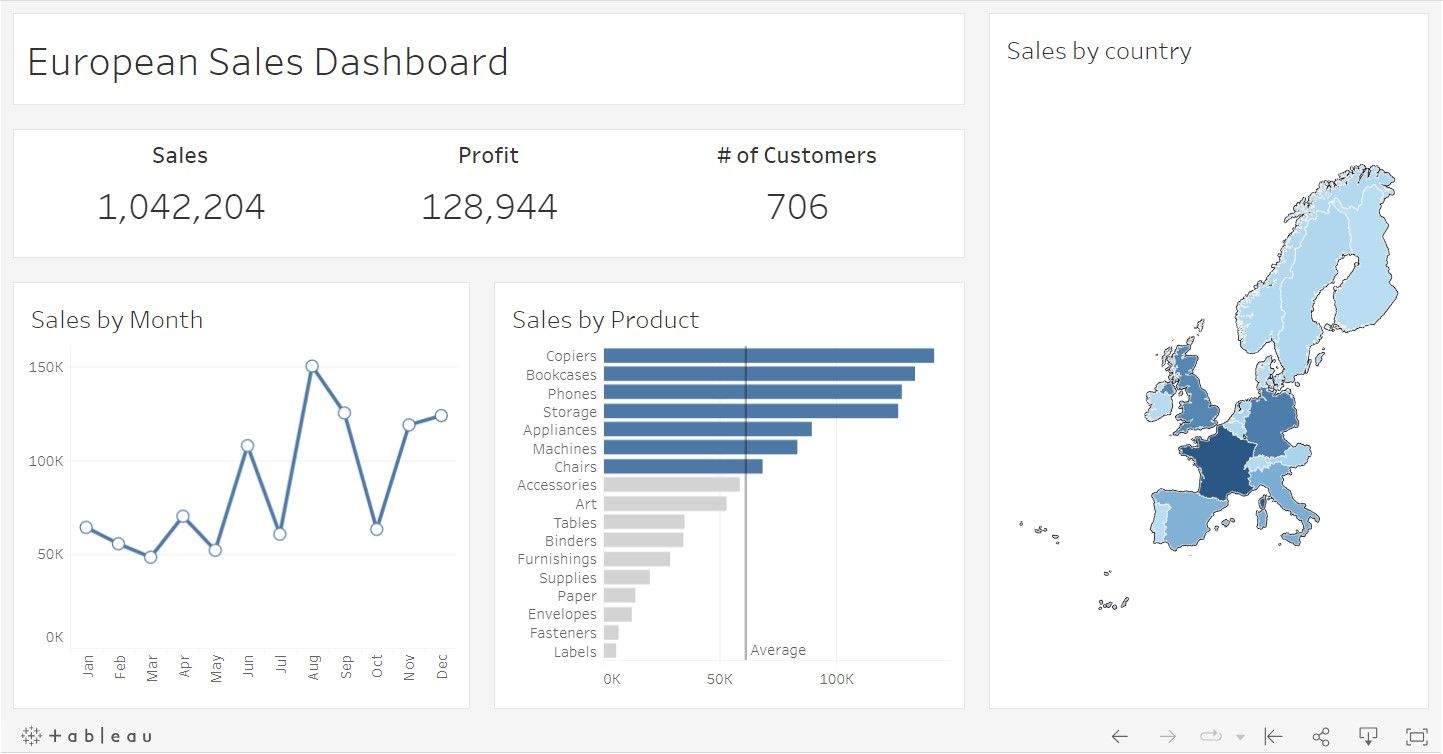 European Sales Dashboard
Sales by country
Sales Profit # of Customers
1,042,204 128,944 706
Sales by Month
150K
100K
50K
0K
Jan Feb Mar Apr May Jun Jul Aug Sep Oct Nov Dec
Sales by Product
Copiers
Bookcases
Phones
Storage
Appliances
Machines
Chairs
Accessories
Art
Tables
Binders
Furnishings
Supplies
Paper
Envelopes
Fasteners
Labels
Average
0K 50K 100K
+ableau